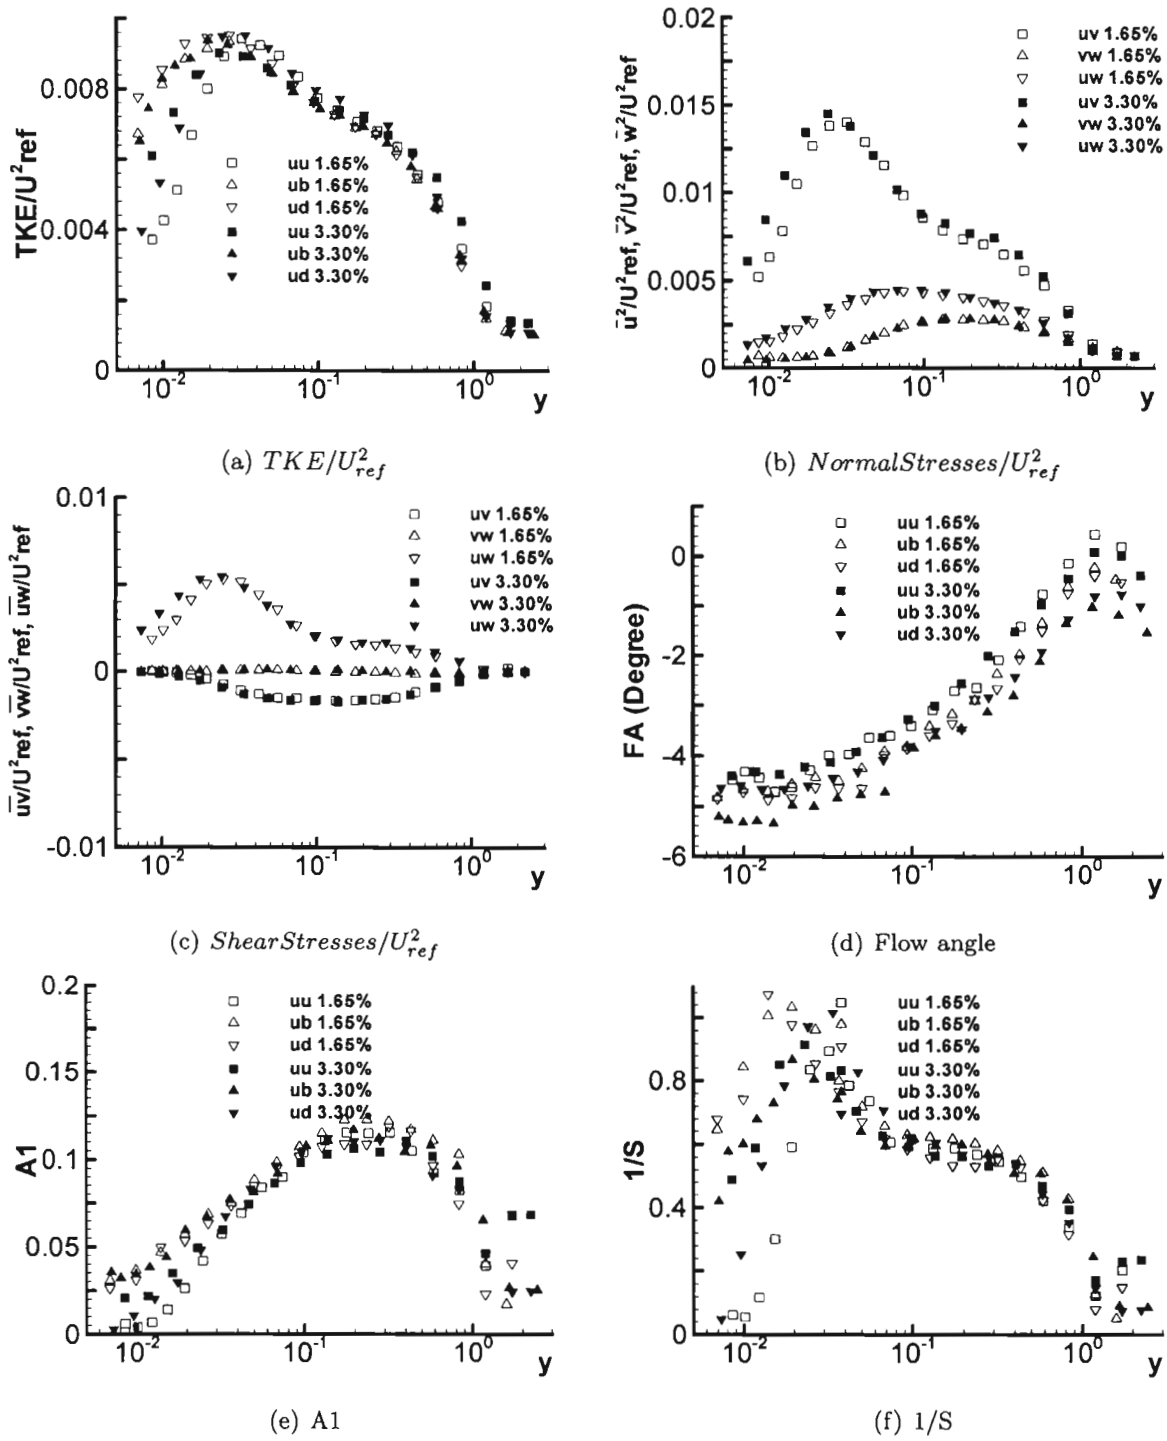 TKE/U²ref
0.008
0.004
0
uu 1.65%
ub 1.65%
ud 1.65%
uu 3.30%
ub 3.30%
ud 3.30%
10⁻² 10⁻¹ 10⁰
y
(a) TKE/U²ref
u̅²/U²ref, v̅²/U²ref, w̅²/U²ref
0.02
0.015
0.01
0.005
0
uv 1.65%
vw 1.65%
uw 1.65%
uv 3.30%
vw 3.30%
uw 3.30%
10⁻² 10⁻¹ 10⁰
y
(b) NormalStresses/U²ref
u̅v̅/U²ref, v̅w̅/U²ref, u̅w̅/U²ref
0.01
0
-0.01
uv 1.65%
vw 1.65%
uw 1.65%
uv 3.30%
vw 3.30%
uw 3.30%
10⁻² 10⁻¹ 10⁰
y
(c) ShearStresses/U²ref
FA (Degree)
0
-2
-4
-6
uu 1.65%
ub 1.65%
ud 1.65%
uu 3.30%
ub 3.30%
ud 3.30%
10⁻² 10⁻¹ 10⁰
y
(d) Flow angle
A1
0.2
0.15
0.1
0.05
0
uu 1.65%
ub 1.65%
ud 1.65%
uu 3.30%
ub 3.30%
ud 3.30%
10⁻² 10⁻¹ 10⁰
y
(e) A1
1/S
0.8
0.4
0
uu 1.65%
ub 1.65%
ud 1.65%
uu 3.30%
ub 3.30%
ud 3.30%
10⁻² 10⁻¹ 10⁰
y
(f) 1/S